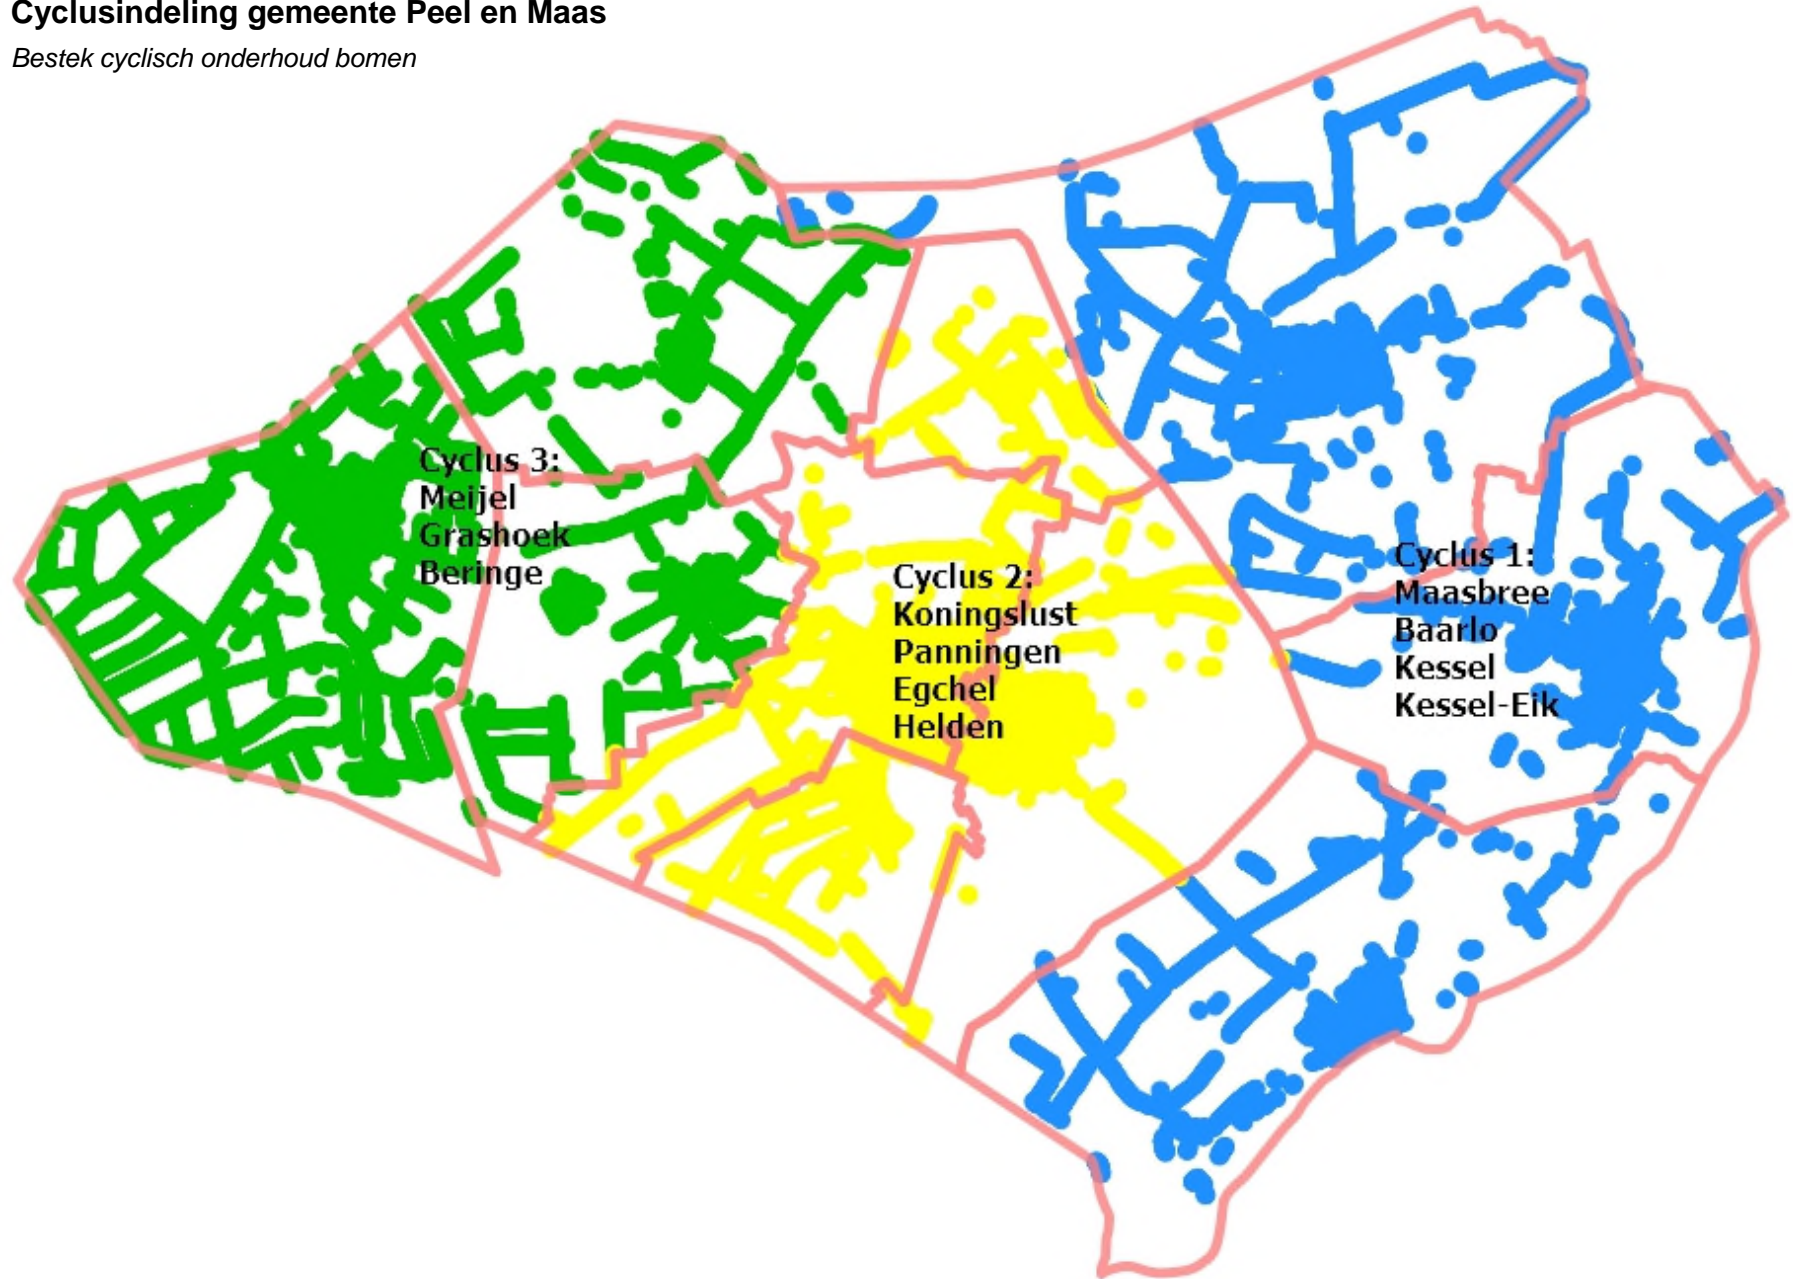 Cyclusindeling gemeente Peel en Maas
Bestek cyclisch onderhoud bomen
Cyclus 3:
Meijel
Grashoek
Beringe
Cyclus 2:
Koningslust
Panningen
Egchel
Helden
Cyclus 1:
Maasbree
Baarlo
Kessel
Kessel-Eik